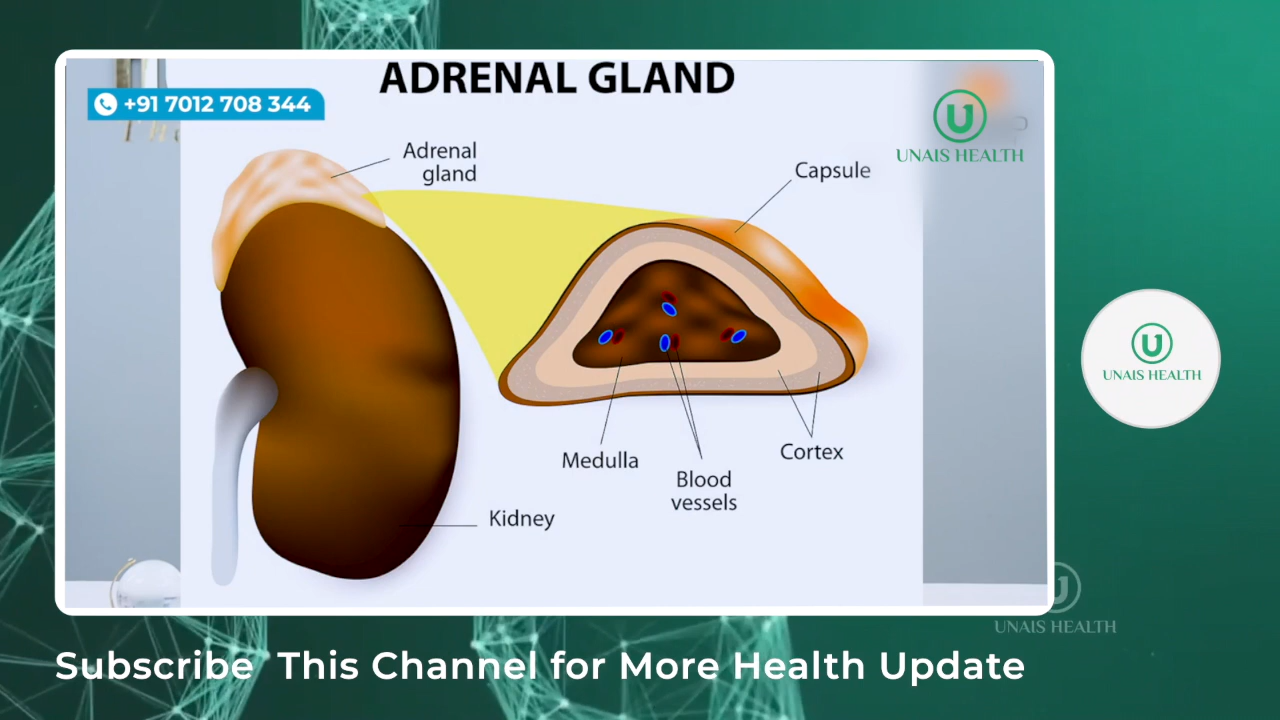 ADRENAL GLAND
+91 7012 708 344
UNAIS HEALTH
Adrenal
gland
Capsule
Medulla
Blood
vessels
Cortex
Kidney
UNAIS HEALTH
UNAIS HEALTH
Subscribe This Channel for More Health Update